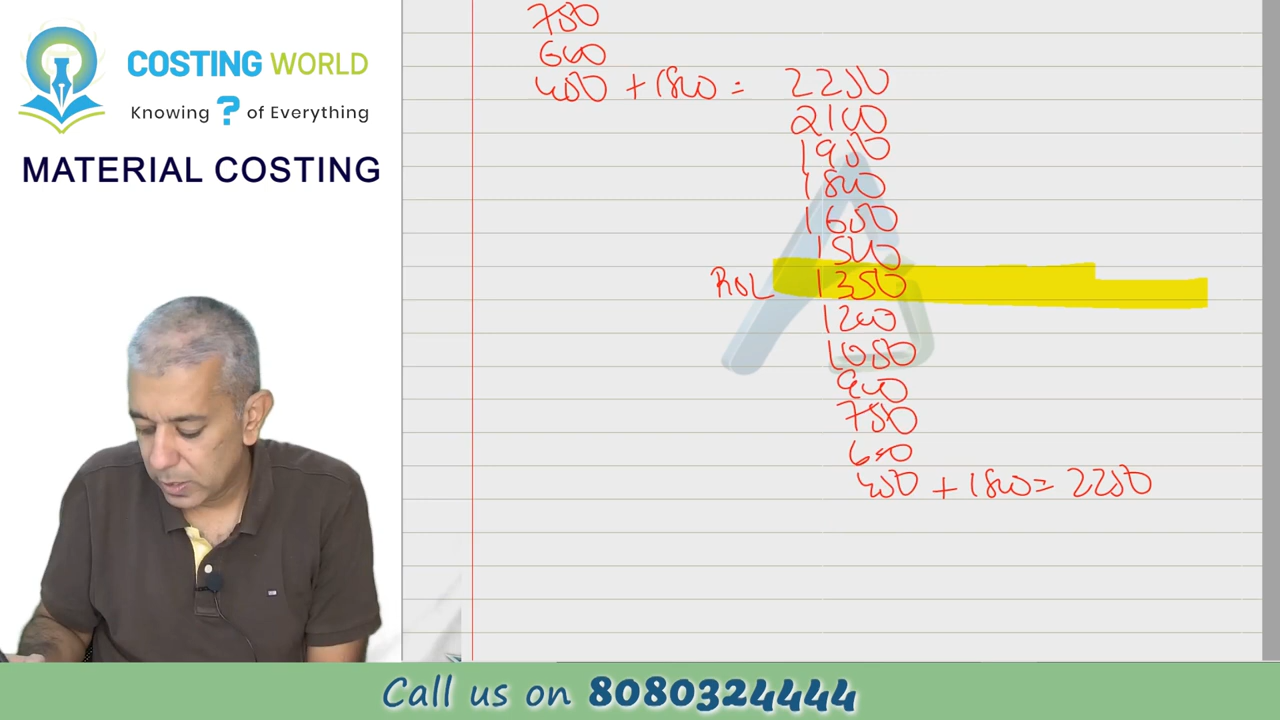 COSTING WORLD
Knowing ? of Everything
MATERIAL COSTING
750
600
450 + 1800 = 2250
2100
1950
1800
1650
1500
ROL 1350
1200
1050
900
750
600
450 + 1800 = 2250
Call us on 8080324444